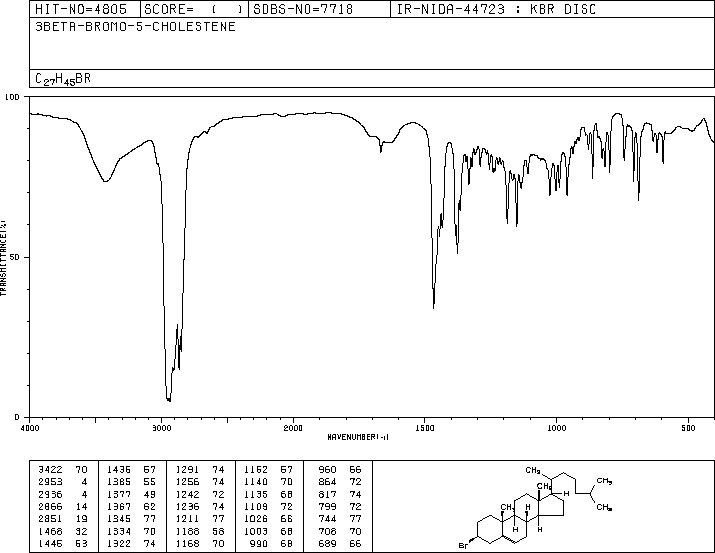 HIT-NO=4805 SCORE= ( ) SDBS-NO=7718 IR-NIDA-44723 : KBR DISC
3BETA-BROMO-5-CHOLESTENE
C27H45BR
100
50
0
TRANSMITTANCE(%)
4000 3000 2000 1500 1000 500
WAVENUMBER(-1)
3422 70 1436 57 1291 74 1152 57 960 66
2953 4 1385 55 1256 74 1140 70 864 72
2936 4 1377 49 1242 72 1135 68 817 74
2866 14 1367 62 1236 74 1109 72 799 72
2851 19 1345 77 1211 77 1026 66 744 77
1468 32 1334 70 1188 58 1003 68 708 70
1445 53 1322 74 1168 70 990 68 689 66
CH3 CH3
CH3
CH3 H CH3
H H
H
Br